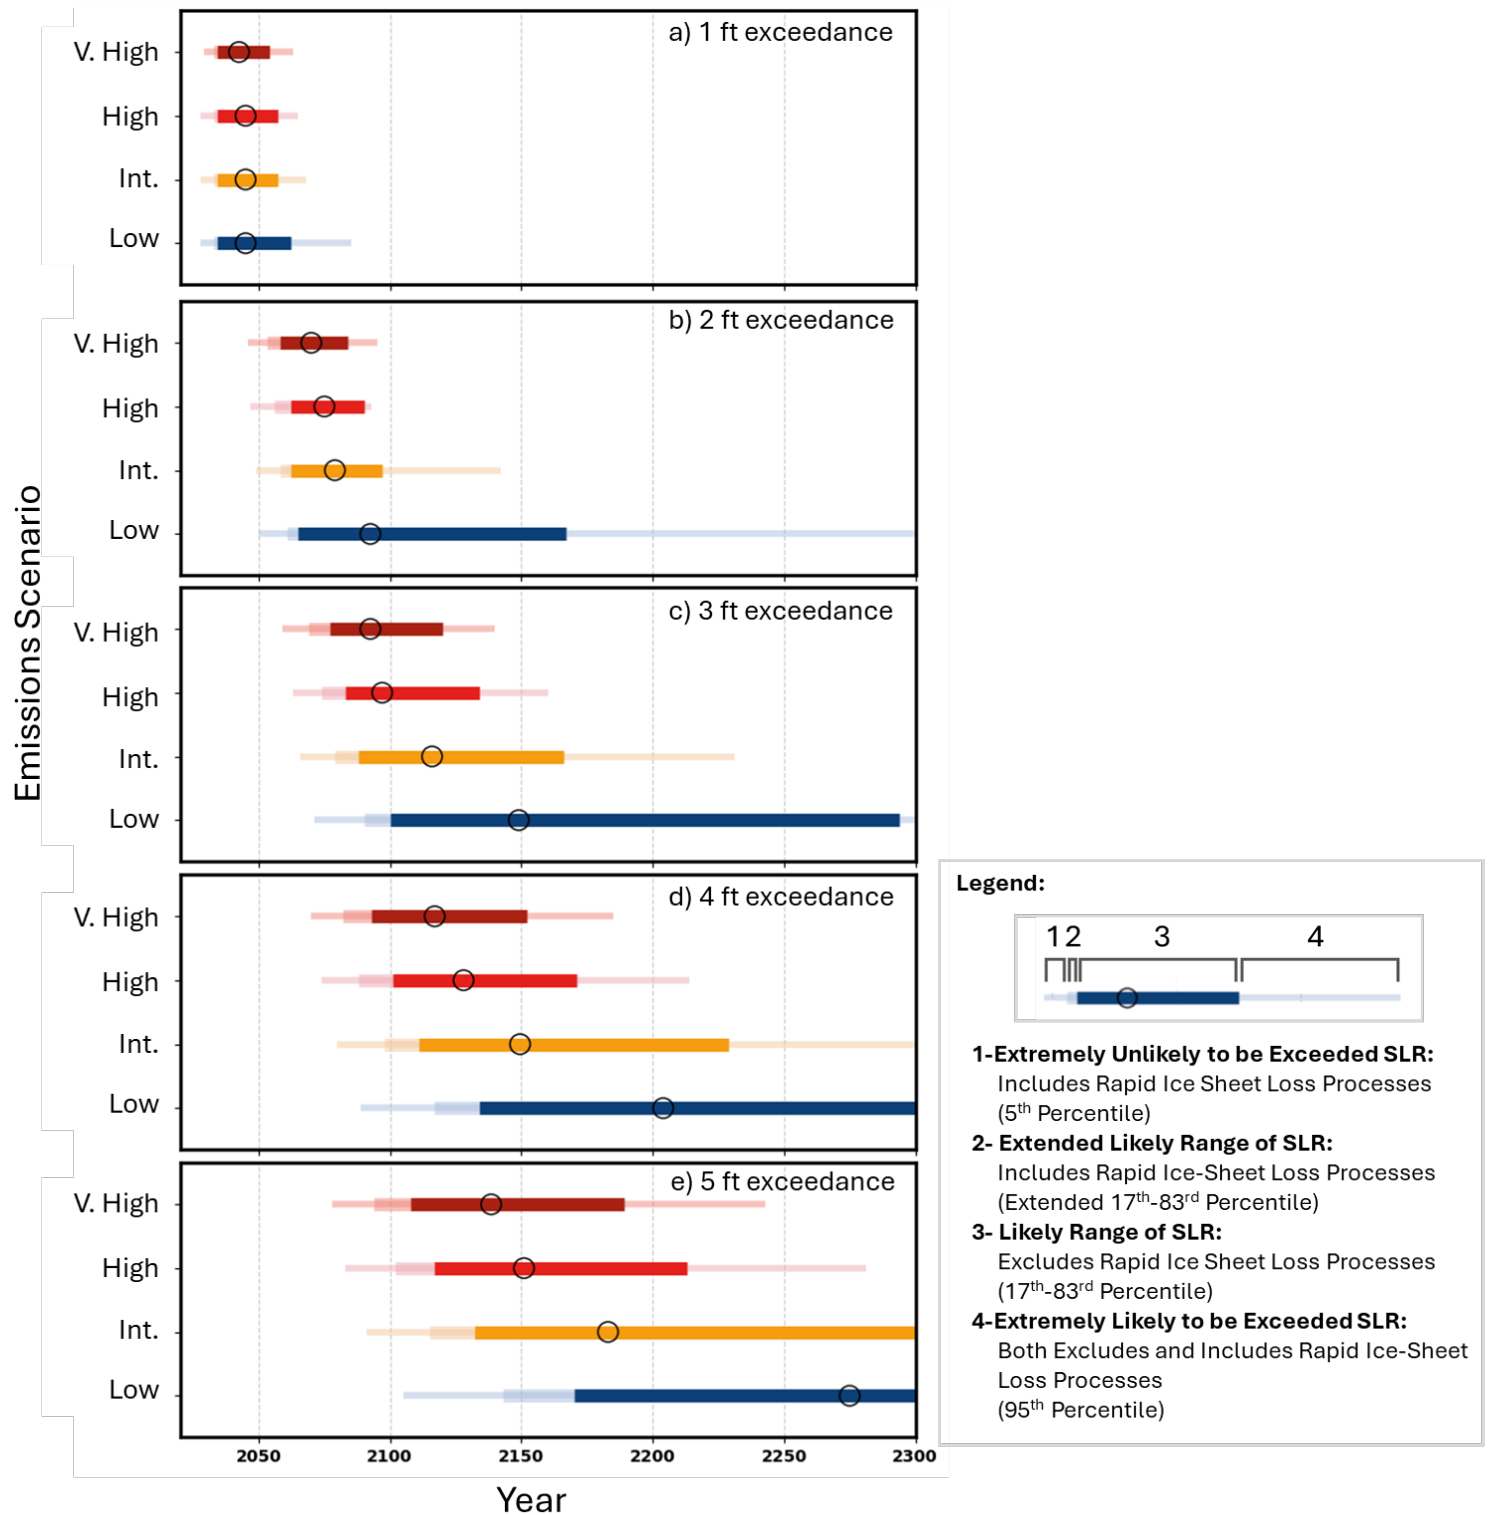 a) 1 ft exceedance
V. High
High
Int.
Low
b) 2 ft exceedance
V. High
High
Int.
Low
c) 3 ft exceedance
V. High
High
Int.
Low
d) 4 ft exceedance
V. High
High
Int.
Low
e) 5 ft exceedance
V. High
High
Int.
Low
Emissions Scenario
2050 2100 2150 2200 2250 2300
Year
Legend:
1 2 3 4
1-Extremely Unlikely to be Exceeded SLR:
Includes Rapid Ice Sheet Loss Processes
(5th Percentile)
2- Extended Likely Range of SLR:
Includes Rapid Ice-Sheet Loss Processes
(Extended 17th-83rd Percentile)
3- Likely Range of SLR:
Excludes Rapid Ice Sheet Loss Processes
(17th-83rd Percentile)
4-Extremely Likely to be Exceeded SLR:
Both Excludes and Includes Rapid Ice-Sheet
Loss Processes
(95th Percentile)